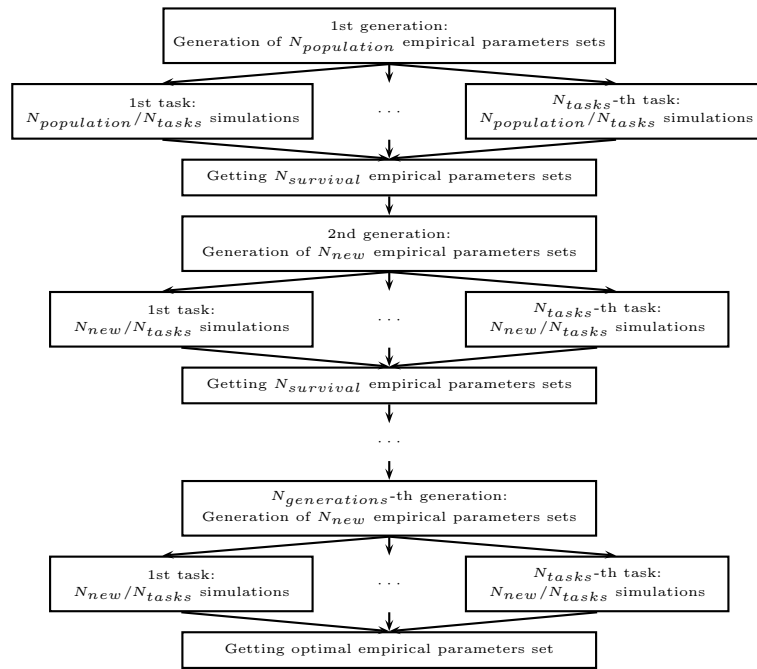 1st generation:
Generation of N_population empirical parameters sets
1st task:
N_population/N_tasks simulations
...
N_tasks-th task:
N_population/N_tasks simulations
Getting N_survival empirical parameters sets
2nd generation:
Generation of N_new empirical parameters sets
1st task:
N_new/N_tasks simulations
...
N_tasks-th task:
N_new/N_tasks simulations
Getting N_survival empirical parameters sets
...
N_generations-th generation:
Generation of N_new empirical parameters sets
1st task:
N_new/N_tasks simulations
...
N_tasks-th task:
N_new/N_tasks simulations
Getting optimal empirical parameters set